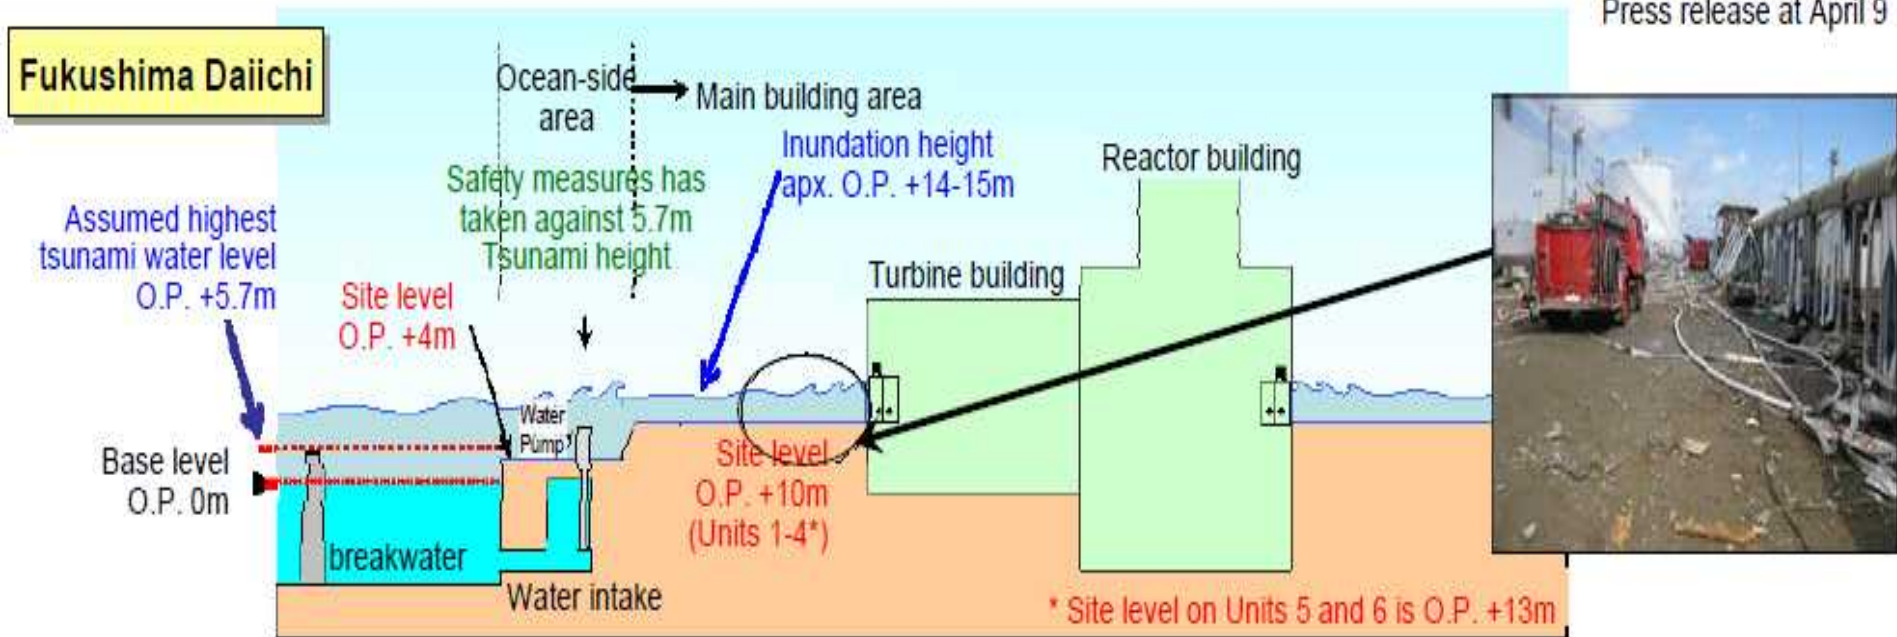 Press release at April 9
Fukushima Daiichi
Ocean-side
area
Main building area
Inundation height
apx. O.P. +14-15m
Reactor building
Safety measures has
taken against 5.7m
Tsunami height
Assumed highest
tsunami water level
O.P. +5.7m
Site level
O.P. +4m
Turbine building
Water
Pump
Base level
O.P. 0m
Site level
O.P. +10m
(Units 1-4*)
breakwater
Water intake
* Site level on Units 5 and 6 is O.P. +13m